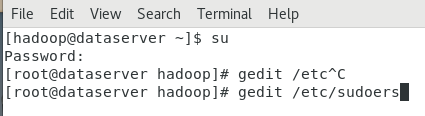 File Edit View Search Terminal Help
[hadoop@dataserver ~]$ su
Password:
[root@dataserver hadoop]# gedit /etc^C
[root@dataserver hadoop]# gedit /etc/sudoers